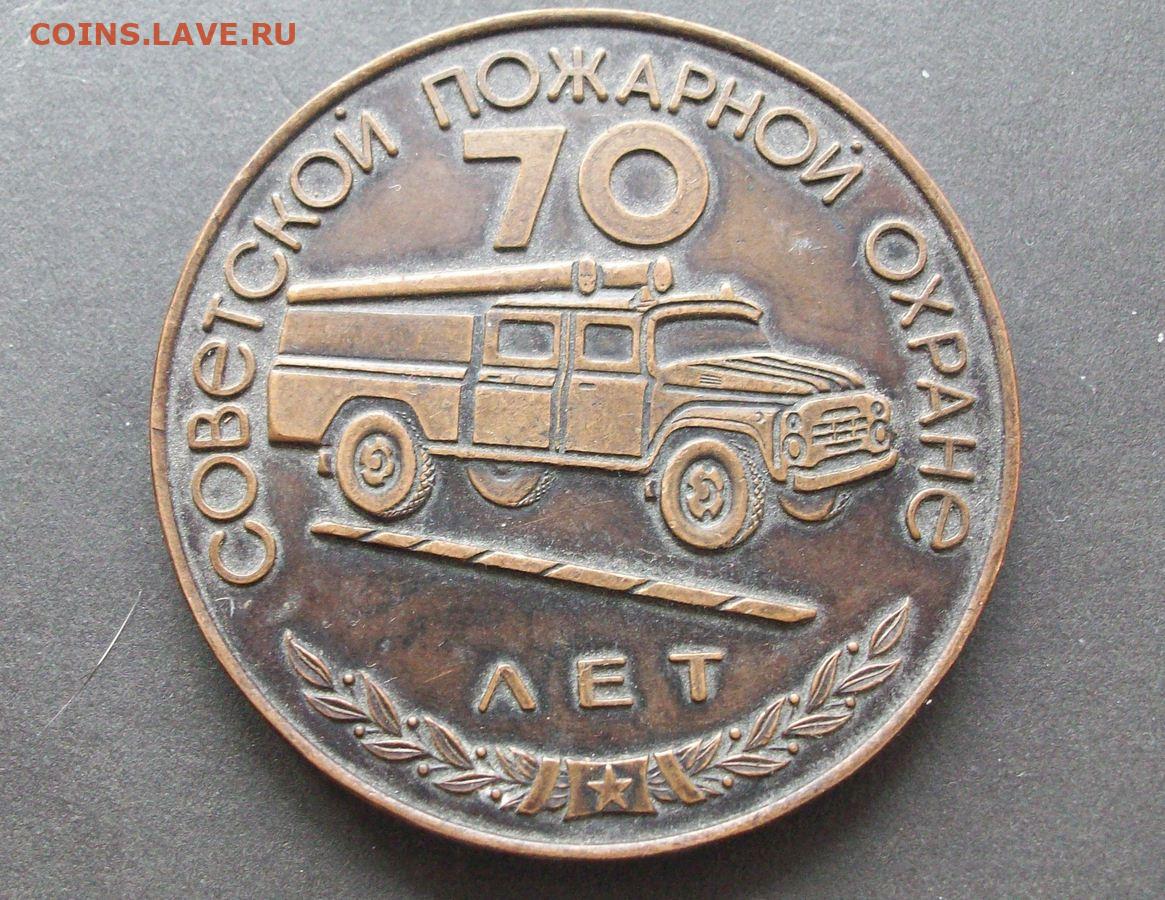 COINS.LAVE.RU
СОВЕТСКОЙ ПОЖАРНОЙ ОХРАНЕ
70
ЛЕТ